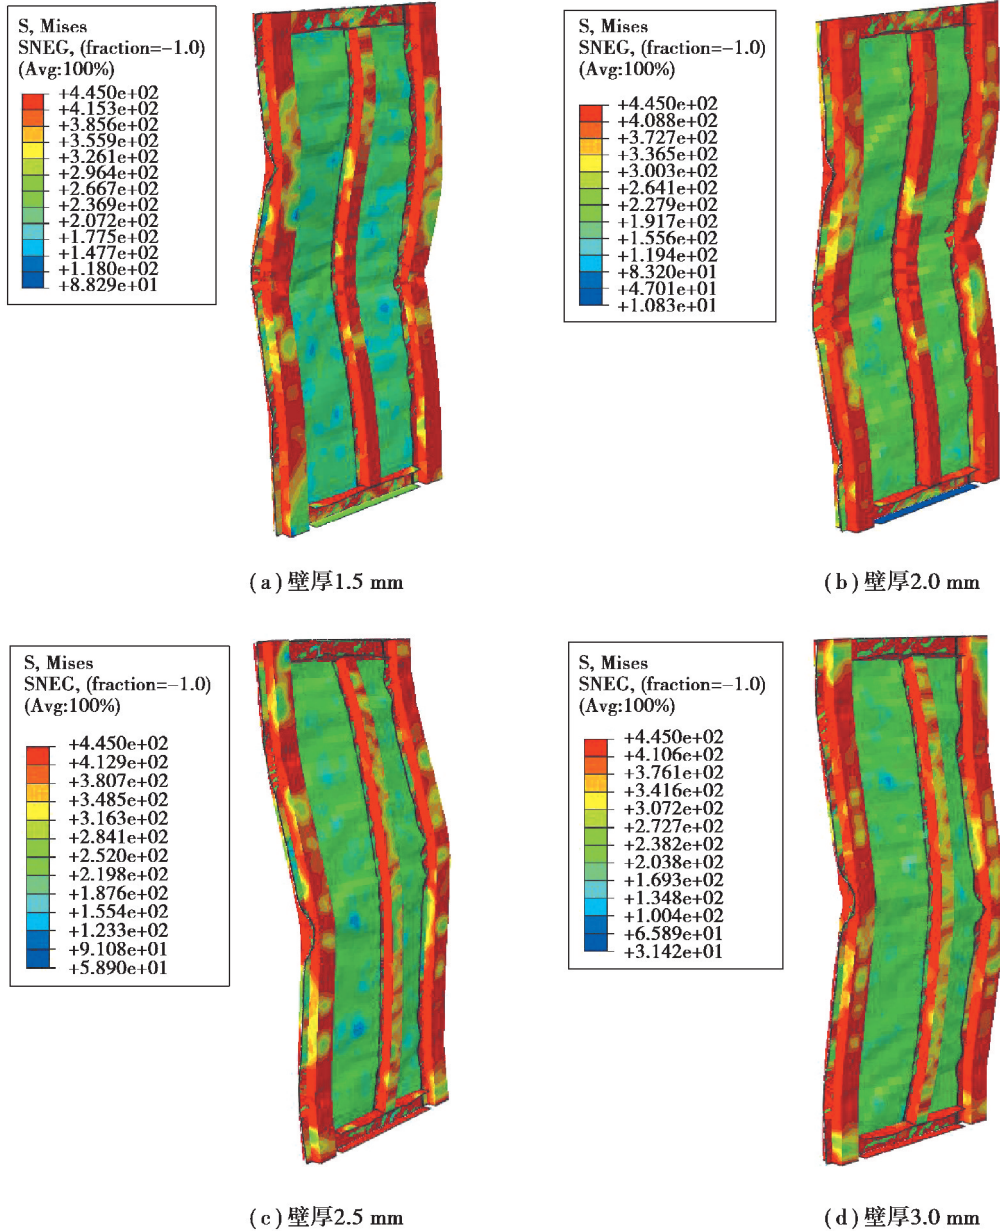 S, Mises
SNEG, (fraction=−1.0)
(Avg:100%)
+4.450e+02
+4.153e+02
+3.856e+02
+3.559e+02
+3.261e+02
+2.964e+02
+2.667e+02
+2.369e+02
+2.072e+02
+1.775e+02
+1.477e+02
+1.180e+02
+8.829e+01
(a)壁厚1.5 mm
S, Mises
SNEG, (fraction=−1.0)
(Avg:100%)
+4.450e+02
+4.088e+02
+3.727e+02
+3.365e+02
+3.003e+02
+2.641e+02
+2.279e+02
+1.917e+02
+1.556e+02
+1.194e+02
+8.320e+01
+4.701e+01
+1.083e+01
(b)壁厚2.0 mm
S, Mises
SNEG, (fraction=−1.0)
(Avg:100%)
+4.450e+02
+4.129e+02
+3.807e+02
+3.485e+02
+3.163e+02
+2.841e+02
+2.520e+02
+2.198e+02
+1.876e+02
+1.554e+02
+1.233e+02
+9.108e+01
+5.890e+01
(c)壁厚2.5 mm
S, Mises
SNEG, (fraction=−1.0)
(Avg:100%)
+4.450e+02
+4.106e+02
+3.761e+02
+3.416e+02
+3.072e+02
+2.727e+02
+2.382e+02
+2.038e+02
+1.693e+02
+1.348e+02
+1.004e+02
+6.589e+01
+3.142e+01
(d)壁厚3.0 mm